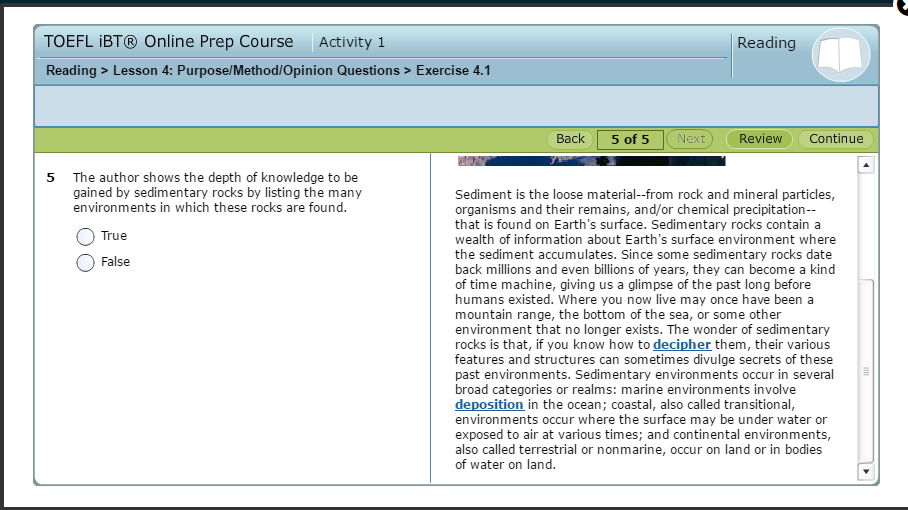 TOEFL iBT® Online Prep Course Activity 1
Reading
Reading > Lesson 4: Purpose/Method/Opinion Questions > Exercise 4.1
Back 5 of 5 Next Review Continue
5 The author shows the depth of knowledge to be
gained by sedimentary rocks by listing the many
environments in which these rocks are found.
True
False
Sediment is the loose material--from rock and mineral particles,
organisms and their remains, and/or chemical precipitation--
that is found on Earth's surface. Sedimentary rocks contain a
wealth of information about Earth's surface environment where
the sediment accumulates. Since some sedimentary rocks date
back millions and even billions of years, they can become a kind
of time machine, giving us a glimpse of the past long before
humans existed. Where you now live may once have been a
mountain range, the bottom of the sea, or some other
environment that no longer exists. The wonder of sedimentary
rocks is that, if you know how to decipher them, their various
features and structures can sometimes divulge secrets of these
past environments. Sedimentary environments occur in several
broad categories or realms: marine environments involve
deposition in the ocean; coastal, also called transitional,
environments occur where the surface may be under water or
exposed to air at various times; and continental environments,
also called terrestrial or nonmarine, occur on land or in bodies
of water on land.